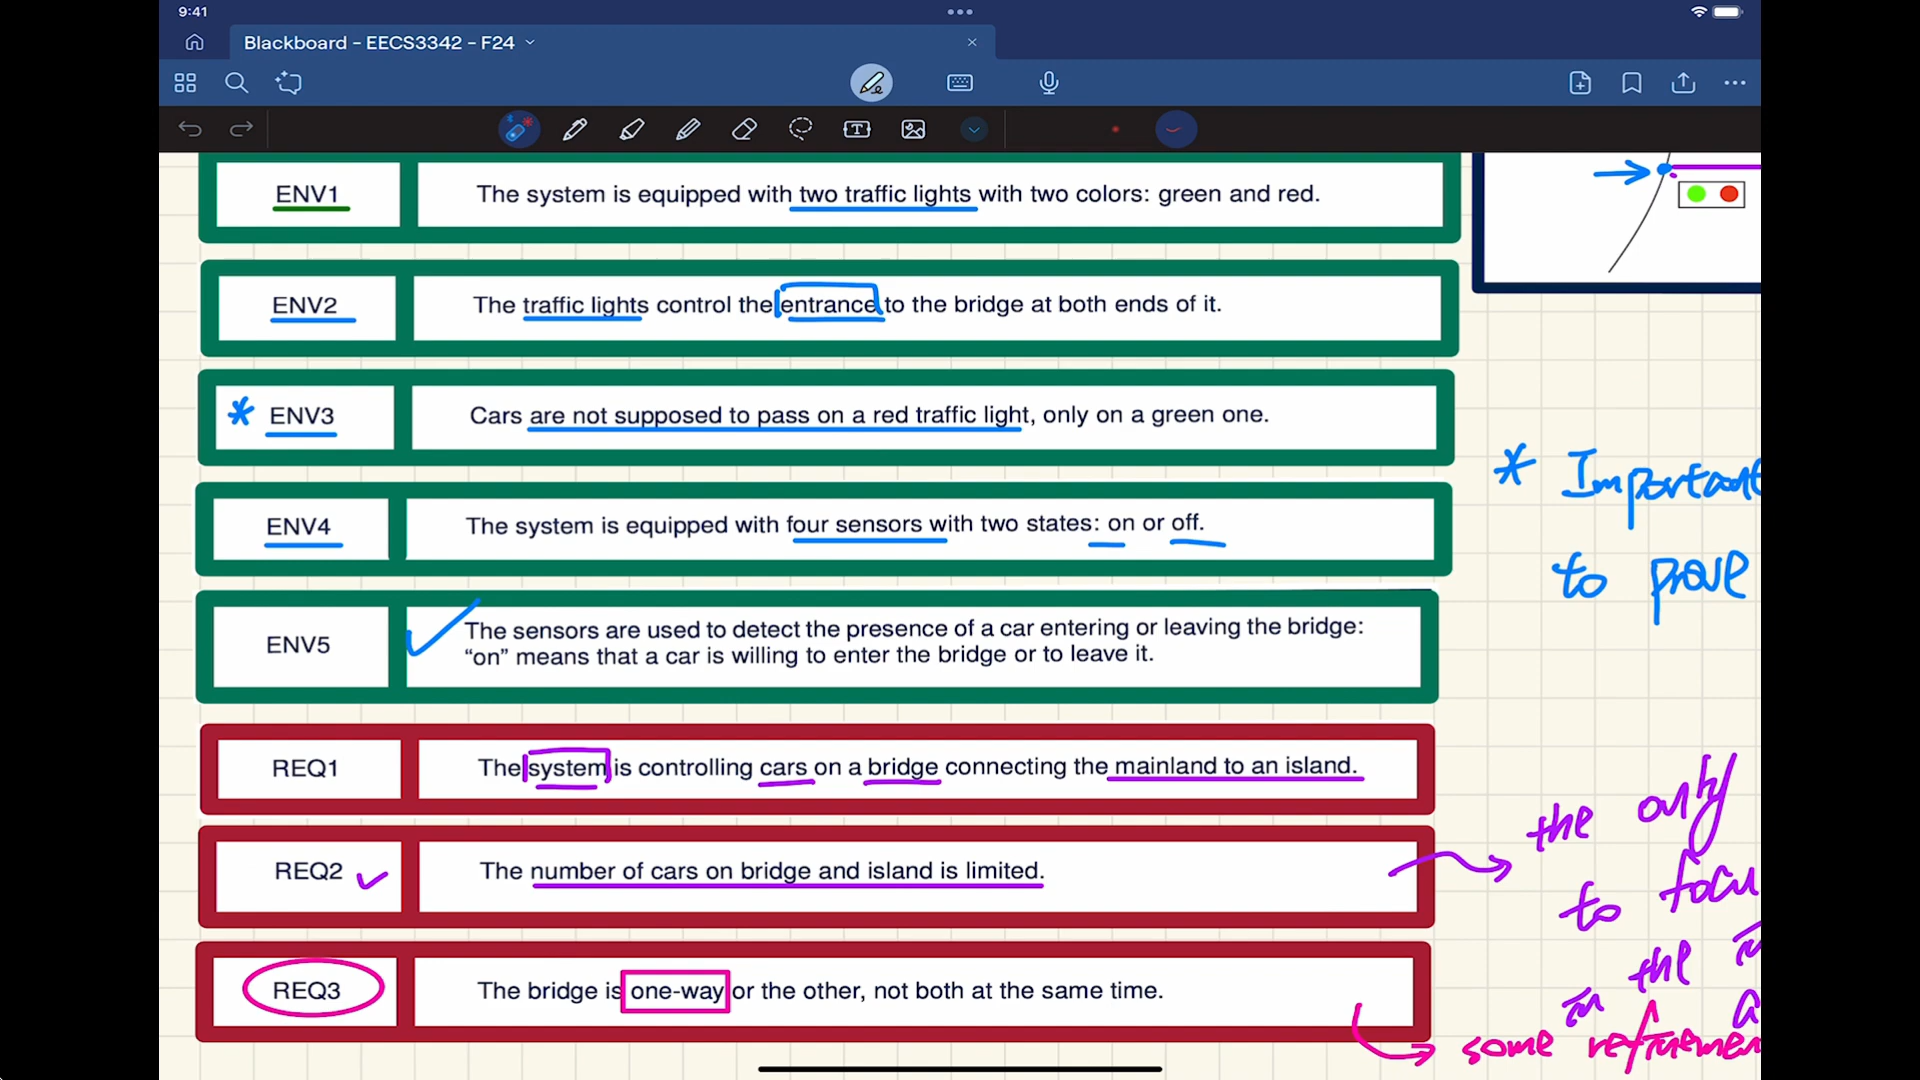 9:41
Blackboard - EECS3342 - F24
ENV1 The system is equipped with two traffic lights with two colors: green and red.
ENV2 The traffic lights control the entrance to the bridge at both ends of it.
* ENV3 Cars are not supposed to pass on a red traffic light, only on a green one.
* Important
ENV4 The system is equipped with four sensors with two states: on or off.
to prove
ENV5 The sensors are used to detect the presence of a car entering or leaving the bridge:
“on” means that a car is willing to enter the bridge or to leave it.
REQ1 The system is controlling cars on a bridge connecting the mainland to an island.
the only
REQ2 The number of cars on bridge and island is limited.
to focu
in the
REQ3 The bridge is one-way or the other, not both at the same time.
some refinemen